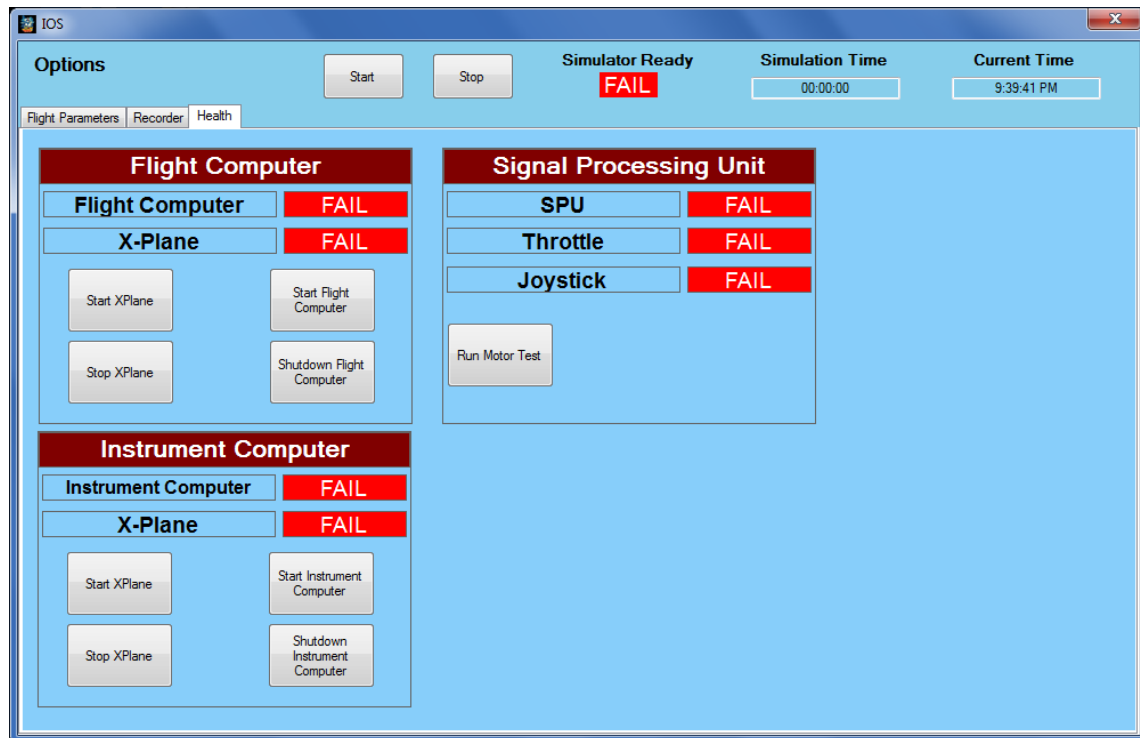 IOS
Options
Start
Stop
Simulator Ready
FAIL
Simulation Time
00:00:00
Current Time
9:39:41 PM
Flight Parameters
Recorder
Health
Flight Computer
Flight Computer FAIL
X-Plane FAIL
Start XPlane
Start Flight
Computer
Stop XPlane
Shutdown Flight
Computer
Signal Processing Unit
SPU FAIL
Throttle FAIL
Joystick FAIL
Run Motor Test
Instrument Computer
Instrument Computer FAIL
X-Plane FAIL
Start XPlane
Start Instrument
Computer
Stop XPlane
Shutdown
Instrument
Computer